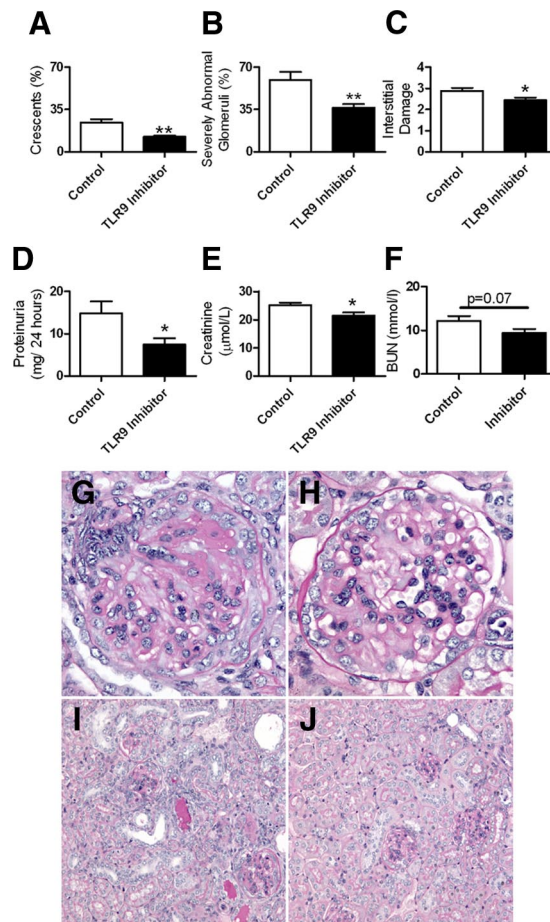 A
Crescents (%)
70
35
0
**
Control
TLR9 Inhibitor
B
Severely Abnormal
Glomeruli (%)
70
35
0
**
Control
TLR9 Inhibitor
C
Interstitial
Damage
4
3
2
1
0
*
Control
TLR9 Inhibitor
D
Proteinuria
(mg/ 24 hours)
20
10
0
*
Control
TLR9 Inhibitor
E
Creatinine
(μmol/L)
30
20
10
0
*
Control
TLR9 Inhibitor
F
BUN (mmol/l)
20
10
0
p=0.07
Control
Inhibitor
G
H
I
J